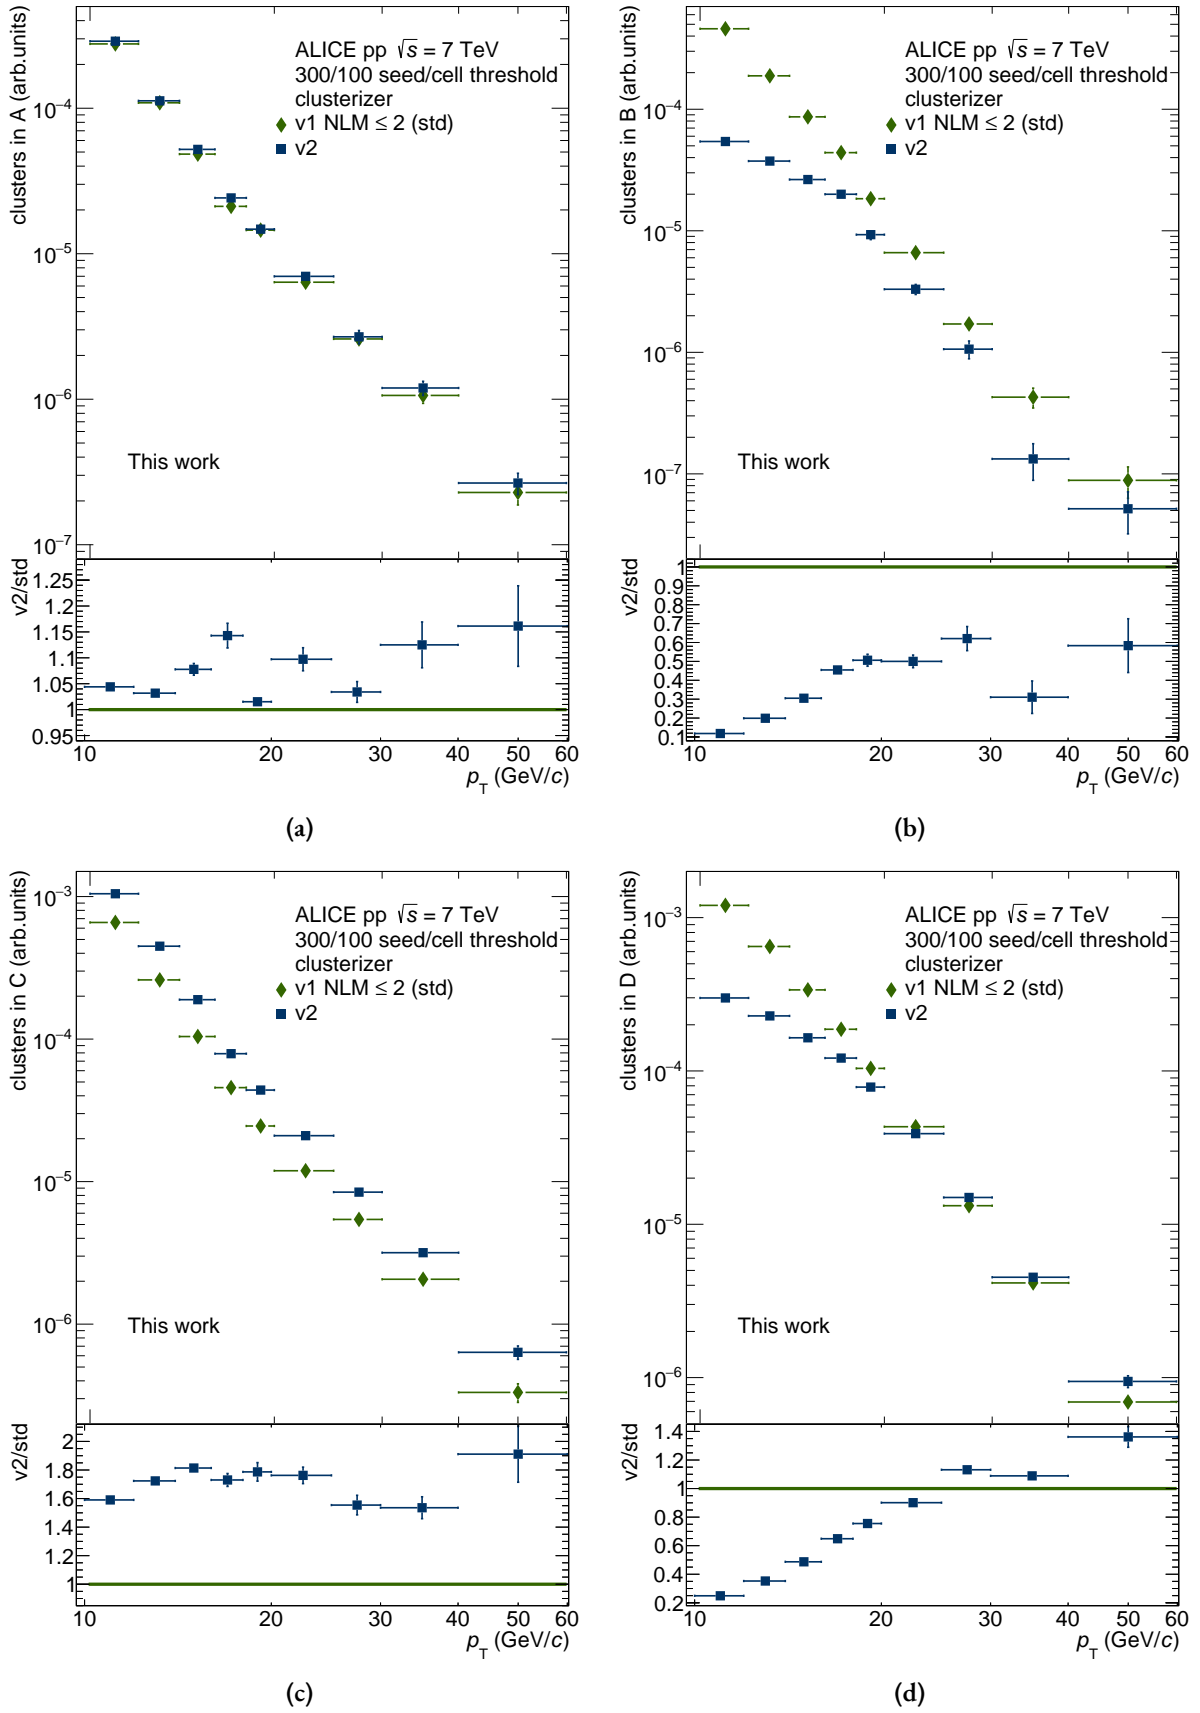 clusters in A (arb.units)
ALICE pp √s = 7 TeV
300/100 seed/cell threshold
clusterizer
v1 NLM ≤ 2 (std)
v2
10⁻⁴
10⁻⁵
10⁻⁶
10⁻⁷
This work
v2/std
1.25
1.2
1.15
1.1
1.05
1
0.95
10 20 30 40 50 60
p_T (GeV/c)
(a)
clusters in B (arb.units)
ALICE pp √s = 7 TeV
300/100 seed/cell threshold
clusterizer
v1 NLM ≤ 2 (std)
v2
10⁻⁴
10⁻⁵
10⁻⁶
10⁻⁷
This work
v2/std
1
0.9
0.8
0.7
0.6
0.5
0.4
0.3
0.2
0.1
10 20 30 40 50 60
p_T (GeV/c)
(b)
clusters in C (arb.units)
ALICE pp √s = 7 TeV
300/100 seed/cell threshold
clusterizer
v1 NLM ≤ 2 (std)
v2
10⁻³
10⁻⁴
10⁻⁵
10⁻⁶
This work
v2/std
2
1.8
1.6
1.4
1.2
1
10 20 30 40 50 60
p_T (GeV/c)
(c)
clusters in D (arb.units)
ALICE pp √s = 7 TeV
300/100 seed/cell threshold
clusterizer
v1 NLM ≤ 2 (std)
v2
10⁻³
10⁻⁴
10⁻⁵
10⁻⁶
This work
v2/std
1.4
1.2
1
0.8
0.6
0.4
0.2
10 20 30 40 50 60
p_T (GeV/c)
(d)